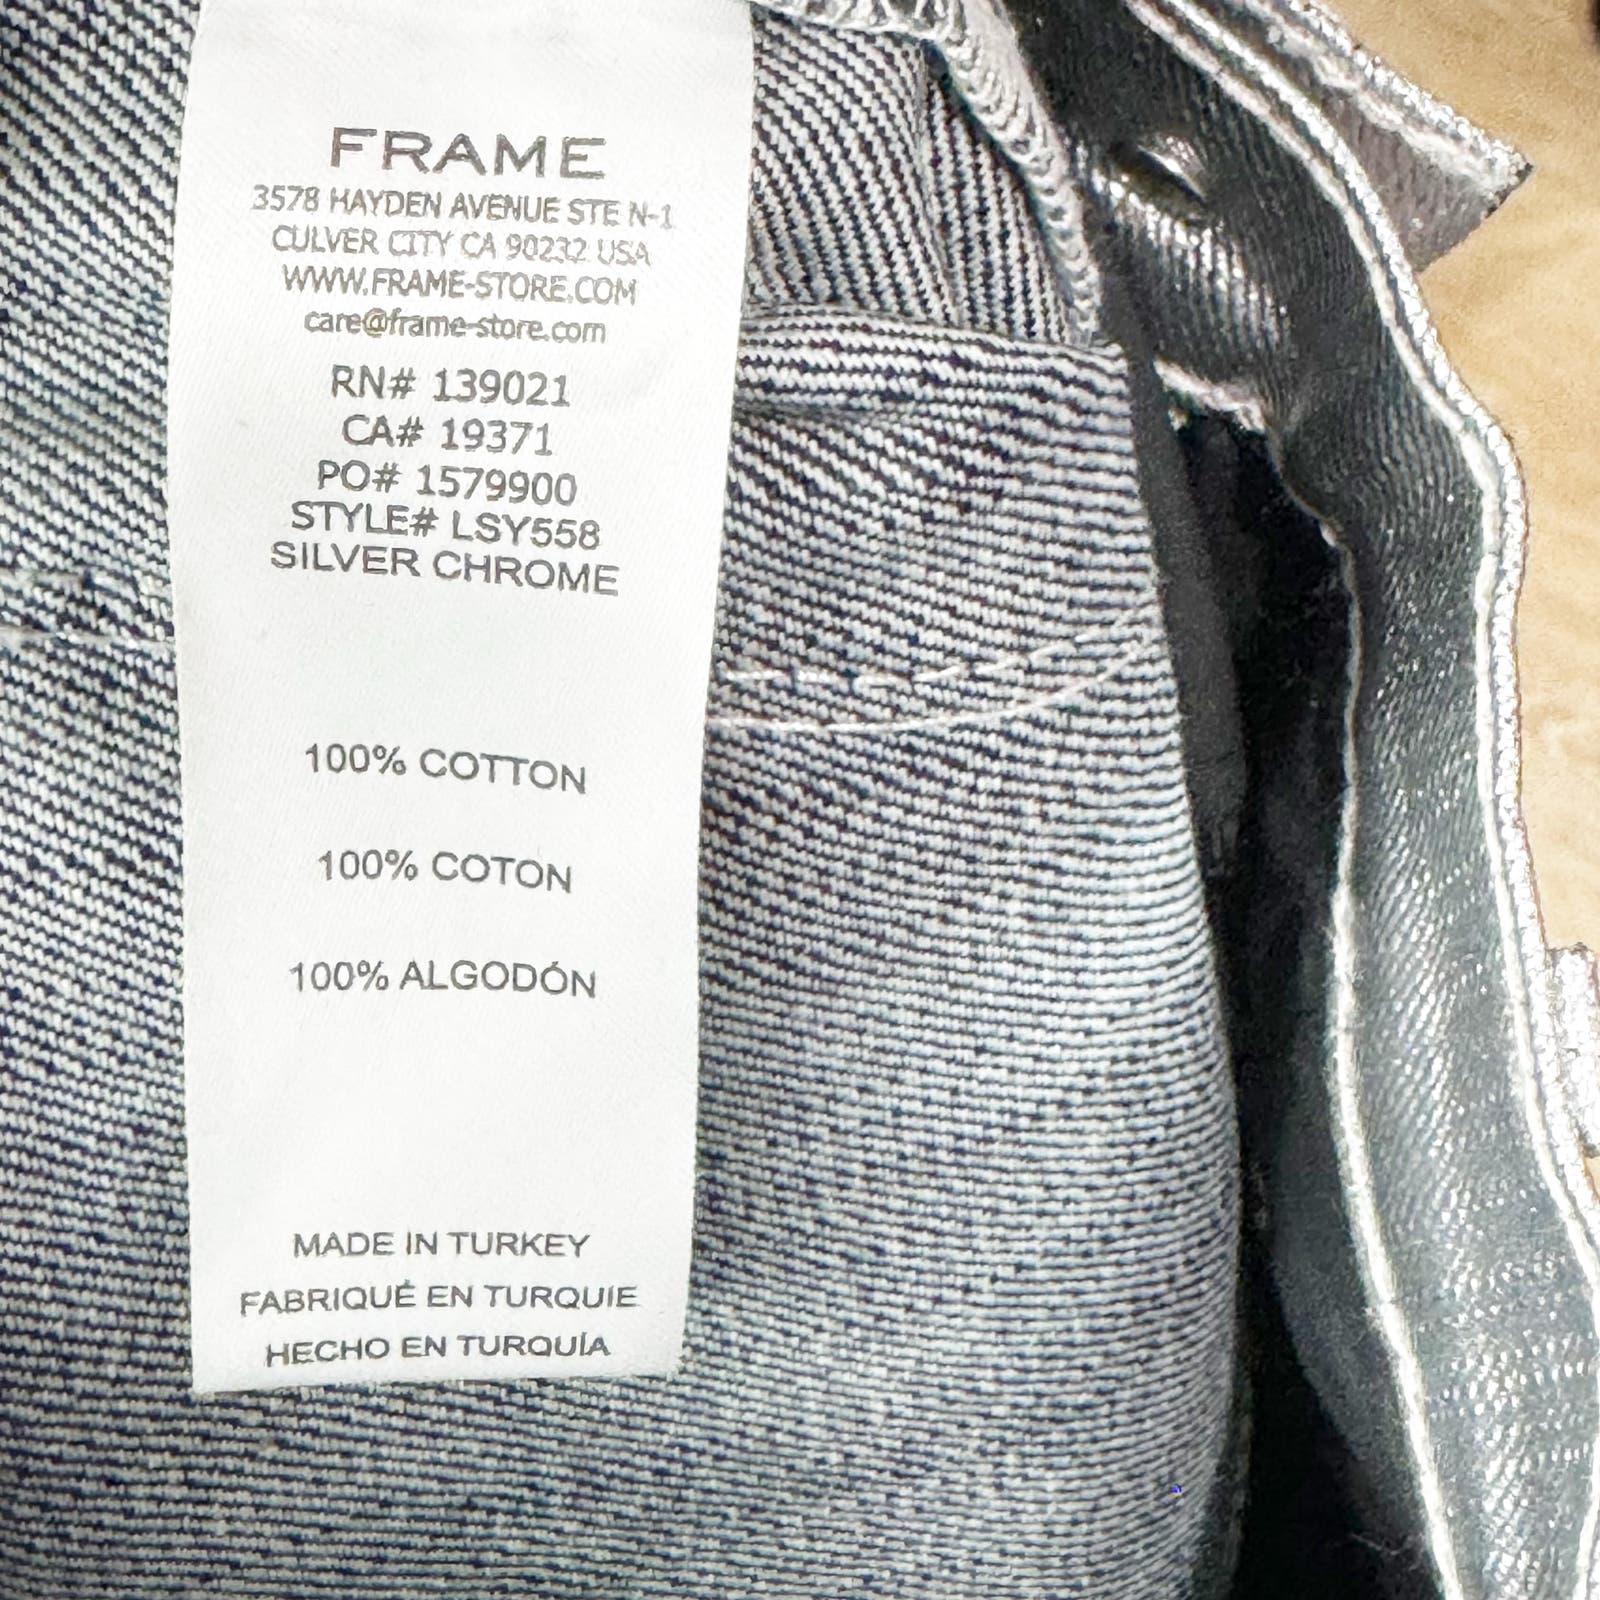 FRAME
3578 HAYDEN AVENUE STE N-1
CULVER CITY CA 90232 USA
WWW.FRAME-STORE.COM
care@frame-store.com
RN# 139021
CA# 19371
PO# 1579900
STYLE# LSY558
SILVER CHROME
100% COTTON
100% COTON
100% ALGODÓN
MADE IN TURKEY
FABRIQUÉ EN TURQUIE
HECHO EN TURQUÍA